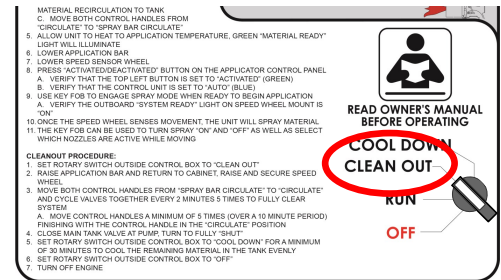 MATERIAL RECIRCULATION TO TANK
C. MOVE BOTH CONTROL HANDLES FROM
"CIRCULATE" TO "SPRAY BAR CIRCULATE"
5. ALLOW UNIT TO HEAT TO APPLICATION TEMPERATURE, GREEN "MATERIAL READY"
LIGHT WILL ILLUMINATE
6. LOWER APPLICATION BAR
7. LOWER SPEED SENSOR WHEEL
8. PRESS "ACTIVATED/DEACTIVATED" BUTTON ON THE APPLICATOR CONTROL PANEL
A. VERIFY THAT THE TOP LEFT BUTTON IS SET TO "ACTIVATED" (GREEN)
B. VERIFY THAT THE CONTROL UNIT IS SET TO "AUTO" (BLUE)
9. USE KEY FOB TO ENGAGE SPRAY MODE WHEN READY TO BEGIN APPLICATION
A. VERIFY THE OUTBOARD "SYSTEM READY" LIGHT ON SPEED WHEEL MOUNT IS
"ON"
10. ONCE THE SPEED WHEEL SENSES MOVEMENT, THE UNIT WILL SPRAY MATERIAL
11. THE KEY FOB CAN BE USED TO TURN SPRAY "ON" AND "OFF" AS WELL AS SELECT
WHICH NOZZLES ARE ACTIVE WHILE MOVING
CLEANOUT PROCEDURE:
1. SET ROTARY SWITCH OUTSIDE CONTROL BOX TO "CLEAN OUT"
2. RAISE APPLICATION BAR AND RETURN TO CABINET, RAISE AND SECURE SPEED
WHEEL
3. MOVE BOTH CONTROL HANDLES FROM "SPRAY BAR CIRCULATE" TO "CIRCULATE"
AND CYCLE VALVES TOGETHER EVERY 2 MINUTES 5 TIMES TO FULLY CLEAR
SYSTEM
A. MOVE CONTROL HANDLES A MINIMUM OF 5 TIMES (OVER A 10 MINUTE PERIOD)
FINISHING WITH THE CONTROL HANDLE IN THE "CIRCULATE" POSITION
4. CLOSE MAIN TANK VALVE AT PUMP, TURN TO FULLY "SHUT"
5. SET ROTARY SWITCH OUTSIDE CONTROL BOX TO "COOL DOWN" FOR A MINIMUM
OF 30 MINUTES TO COOL THE REMAINING MATERIAL IN THE TANK EVENLY
6. SET ROTARY SWITCH OUTSIDE CONTROL BOX TO "OFF"
7. TURN OFF ENGINE
READ OWNER'S MANUAL
BEFORE OPERATING
COOL DOWN
CLEAN OUT
RUN
OFF